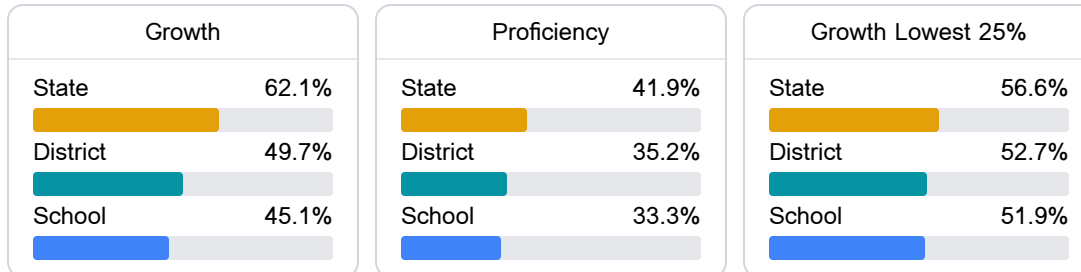 Growth
State 62.1%
District 49.7%
School 45.1%
Proficiency
State 41.9%
District 35.2%
School 33.3%
Growth Lowest 25%
State 56.6%
District 52.7%
School 51.9%